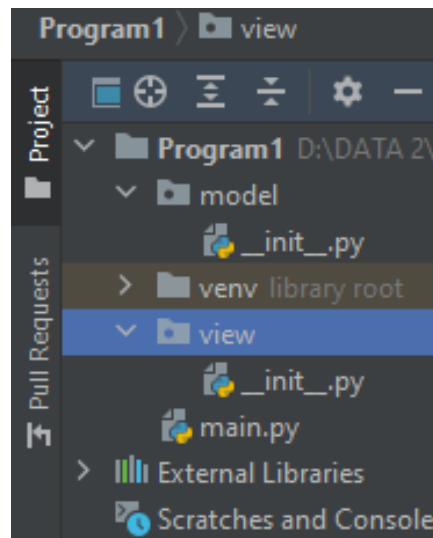 Program1 > view
Project
Program1 D:\DATA 2\
model
__init__.py
venv library root
view
__init__.py
main.py
External Libraries
Scratches and Console
Pull Requests